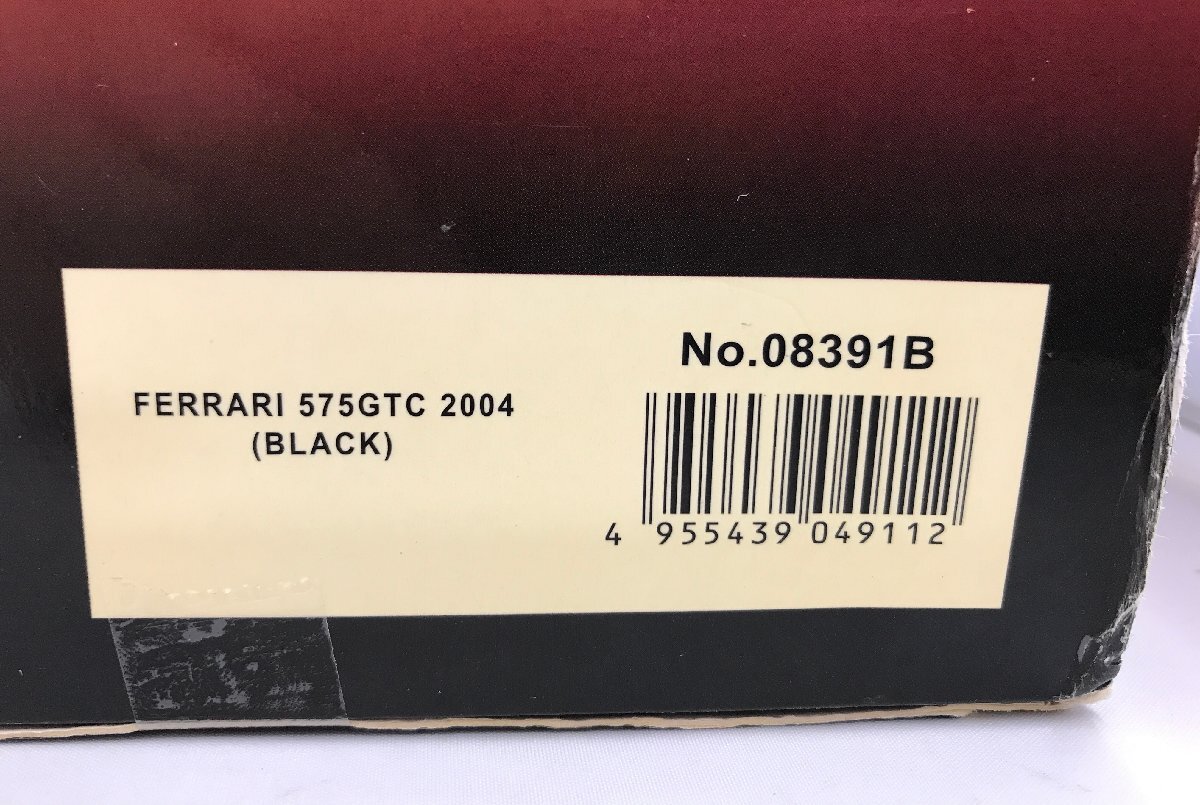 FERRARI 575GTC 2004
(BLACK)
No.08391B
4 955439 049112